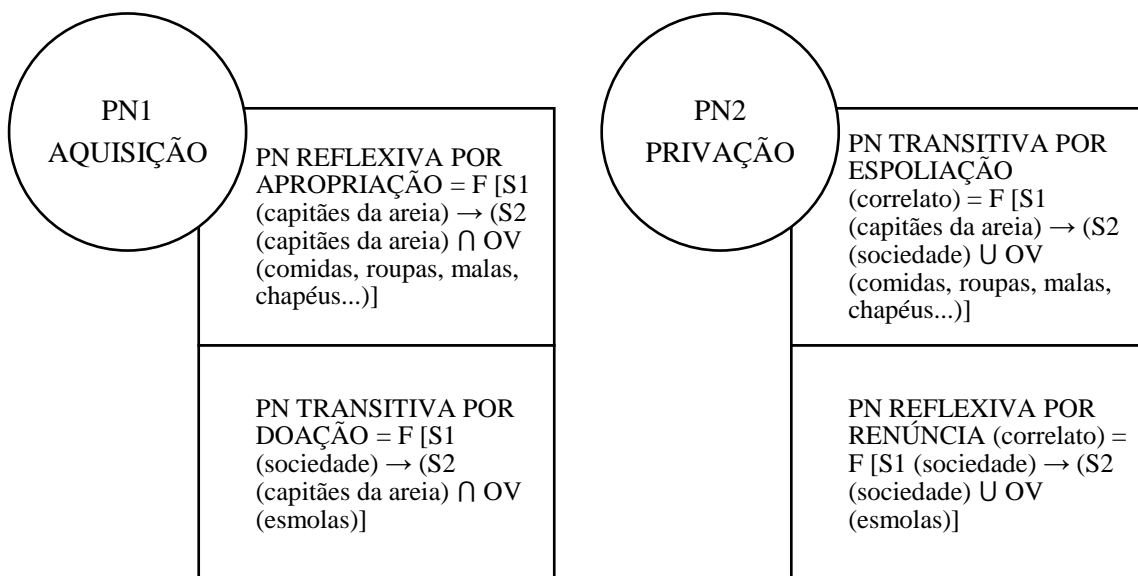 PN1
AQUISIÇÃO
PN REFLEXIVA POR
APROPRIAÇÃO = F [S1
(capitães da areia) → (S2
(capitães da areia) ⋂ OV
(comidas, roupas, malas,
chapéus...)]
PN TRANSITIVA POR
DOAÇÃO = F [S1
(sociedade) → (S2
(capitães da areia) ⋂ OV
(esmolas)]
PN2
PRIVAÇÃO
PN TRANSITIVA POR
ESPOLIAÇÃO
(correlato) = F [S1
(capitães da areia) → (S2
(sociedade) ⋃ OV
(comidas, roupas, malas,
chapéus...)]
PN REFLEXIVA POR
RENÚNCIA (correlato) =
F [S1 (sociedade) → (S2
(sociedade) ⋃ OV
(esmolas)]